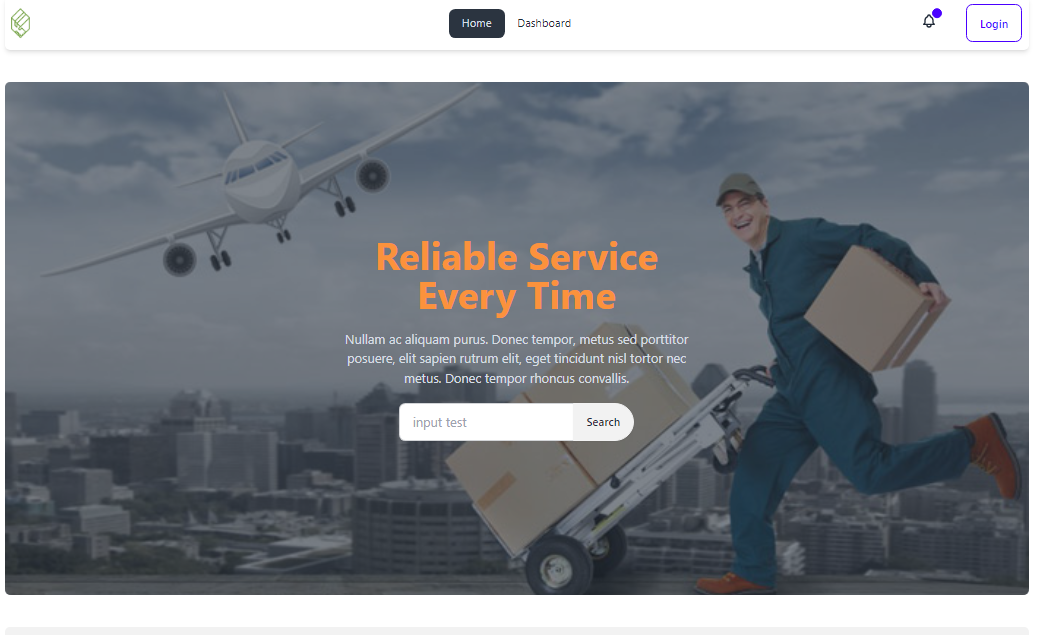 Home
Dashboard
Login
Reliable Service
Every Time
Nullam ac aliquam purus. Donec tempor, metus sed porttitor
posuere, elit sapien rutrum elit, eget tincidunt nisl tortor nec
metus. Donec tempor rhoncus convallis.
input test
Search